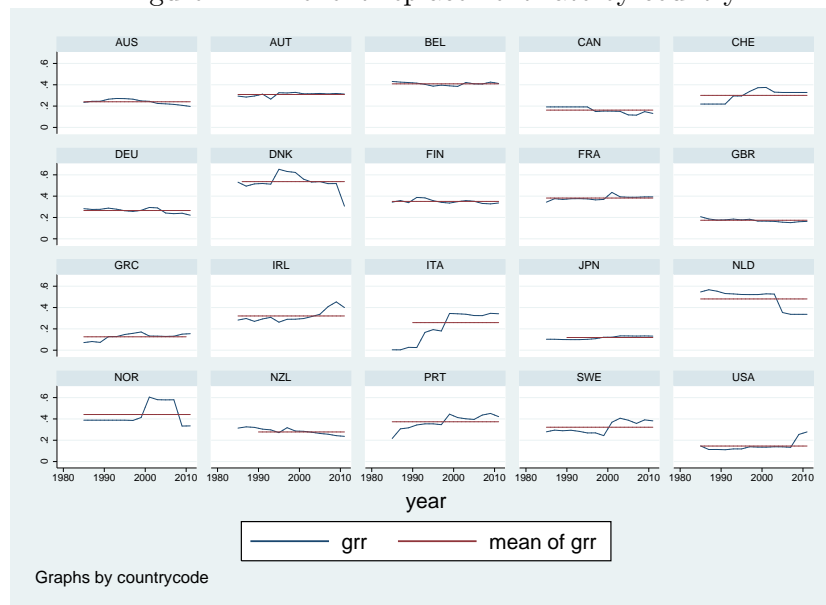 AUS AUT BEL CAN CHE
.6
.4
.2
0
DEU DNK FIN FRA GBR
.6
.4
.2
0
GRC IRL ITA JPN NLD
.6
.4
.2
0
NOR NZL PRT SWE USA
.6
.4
.2
0
1980 1990 2000 2010 1980 1990 2000 2010 1980 1990 2000 2010 1980 1990 2000 2010 1980 1990 2000 2010
year
grr mean of grr
Graphs by countrycode